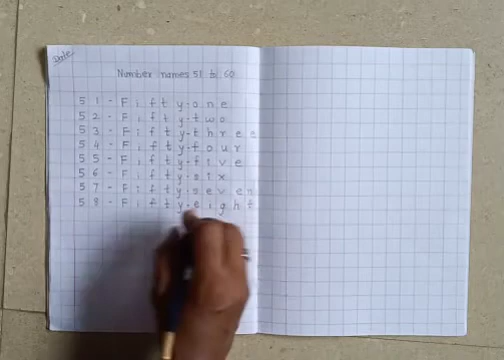 Date
Number names 51 to 60
51-Fifty-one
52-Fifty-two
53-Fifty-three
54-Fifty-four
55-Fifty-five
56-Fifty-six
57-Fifty-seven
58-Fifty-eight